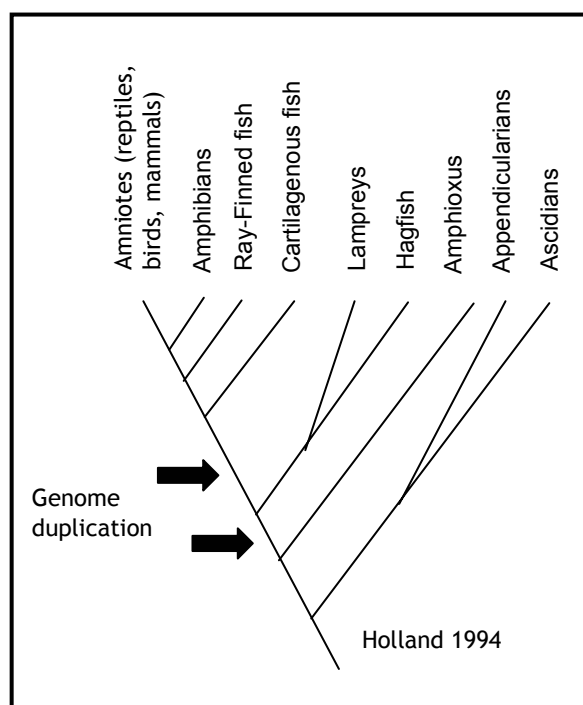 Amniotes (reptiles,
birds, mammals)
Amphibians
Ray-Finned fish
Cartilagenous fish
Lampreys
Hagfish
Amphioxus
Appendicularians
Ascidians
Genome
duplication
Holland 1994